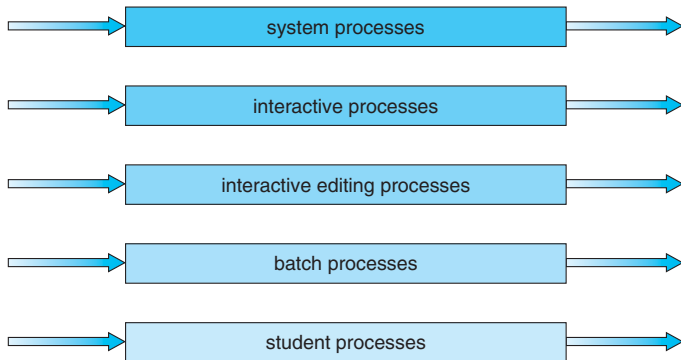 system processes
interactive processes
interactive editing processes
batch processes
student processes